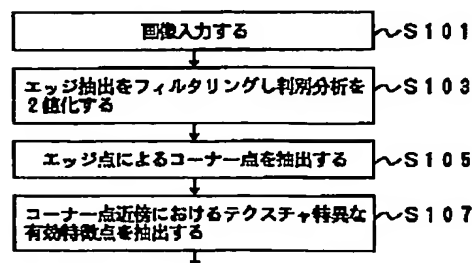 画像入力する
S101
エッジ抽出をフィルタリングし判別分析を
2値化する
S103
エッジ点によるコーナー点を抽出する
S105
コーナー点近傍におけるテクスチャ特異な
有効特徴点を抽出する
S107